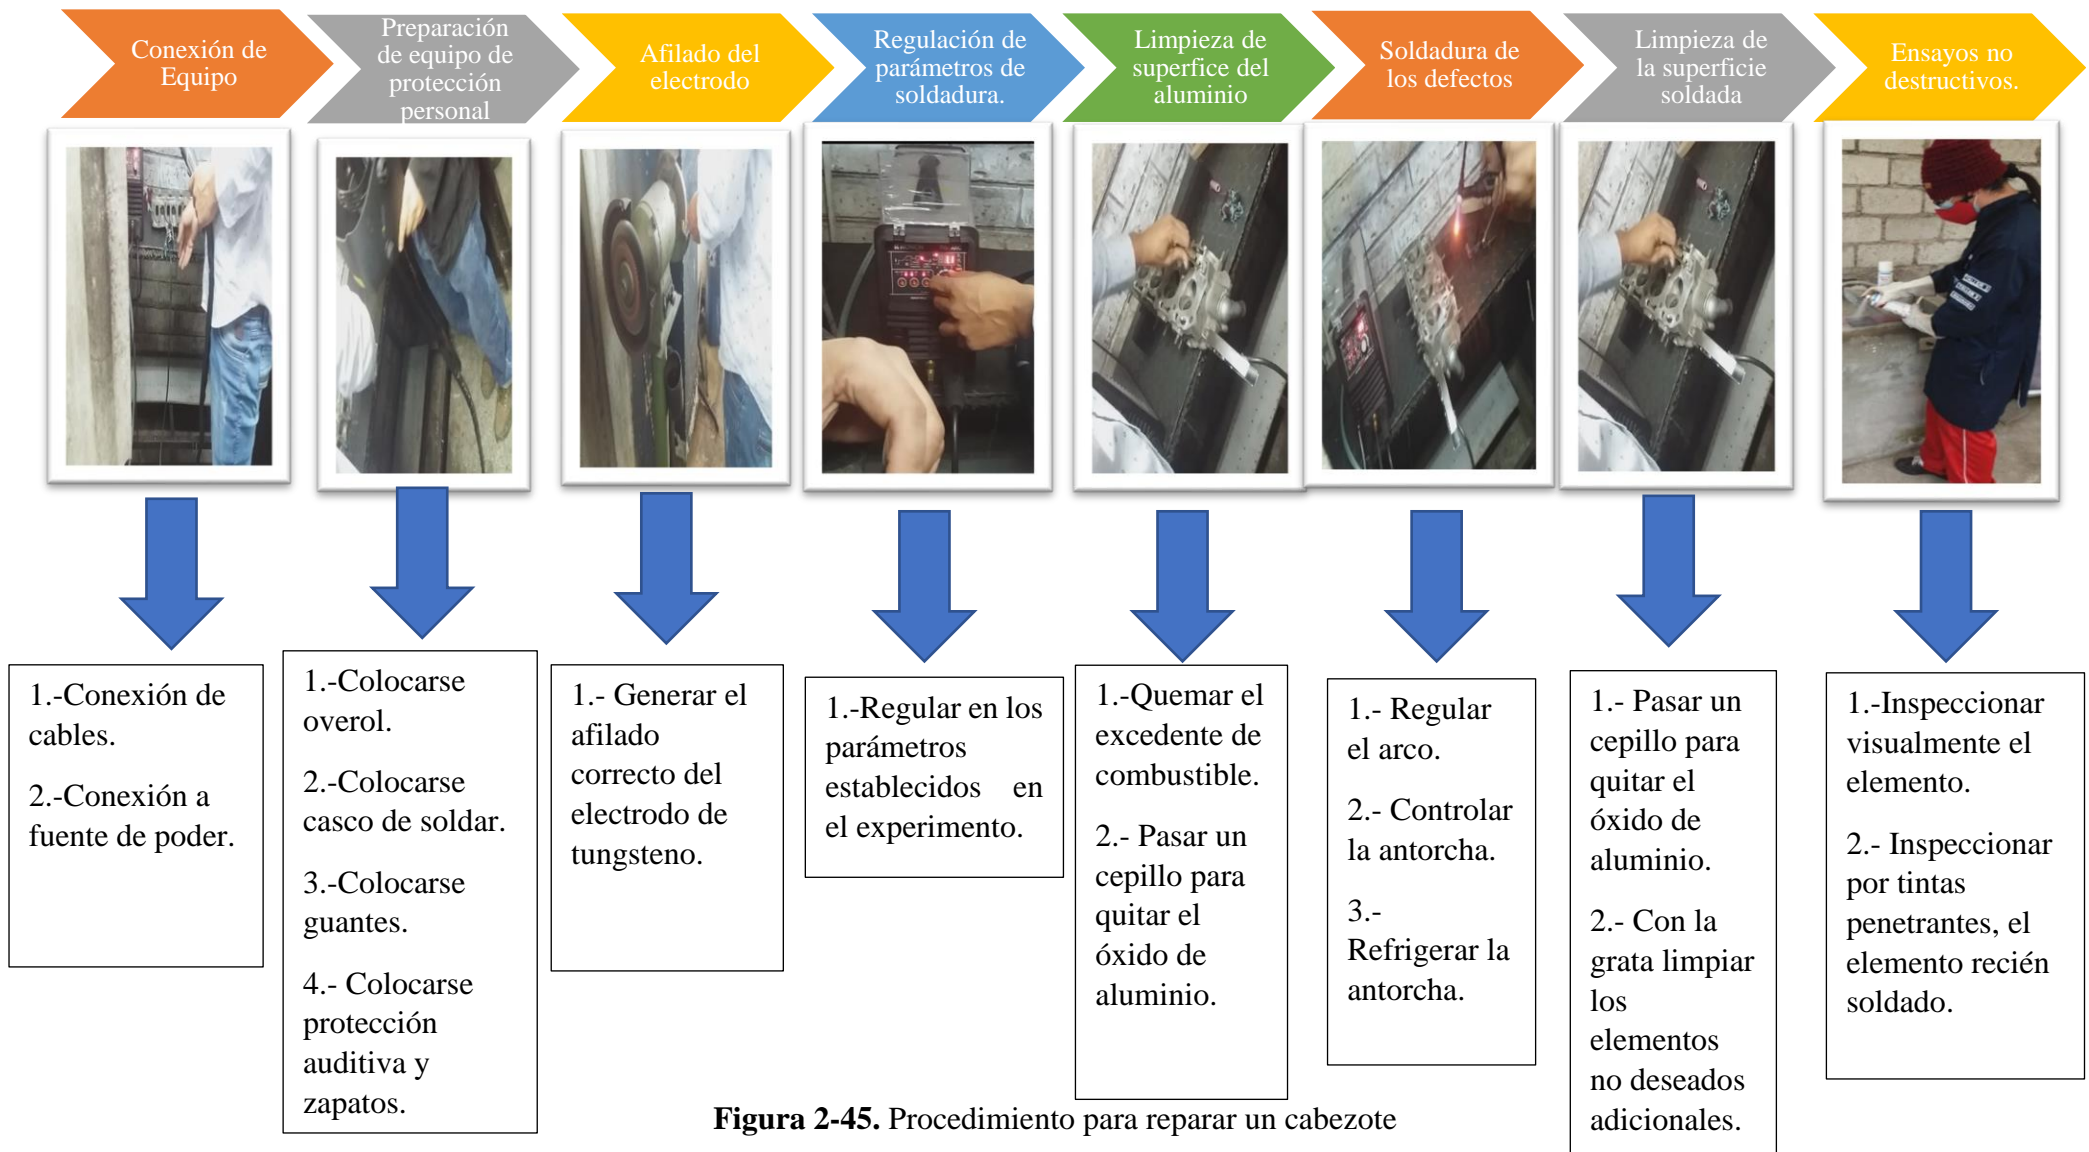 Conexión de
Equipo
Preparación
de equipo de
protección
personal
Afilado del
electrodo
Regulación de
parámetros de
soldadura.
Limpieza de
superfice del
aluminio
Soldadura de
los defectos
Limpieza de
la superficie
soldada
Ensayos no
destructivos.
1.-Conexión de
cables.
2.-Conexión a
fuente de poder.
1.-Colocarse
overol.
2.-Colocarse
casco de soldar.
3.-Colocarse
guantes.
4.- Colocarse
protección
auditiva y
zapatos.
1.- Generar el
afilado
correcto del
electrodo de
tungsteno.
1.-Regular en los
parámetros
establecidos en
el experimento.
1.-Quemar el
excedente de
combustible.
2.- Pasar un
cepillo para
quitar el
óxido de
aluminio.
1.- Regular
el arco.
2.- Controlar
la antorcha.
3.-
Refrigerar la
antorcha.
1.- Pasar un
cepillo para
quitar el
óxido de
aluminio.
2.- Con la
grata limpiar
los
elementos
no deseados
adicionales.
1.-Inspeccionar
visualmente el
elemento.
2.- Inspeccionar
por tintas
penetrantes, el
elemento recién
soldado.
Figura 2-45. Procedimiento para reparar un cabezote